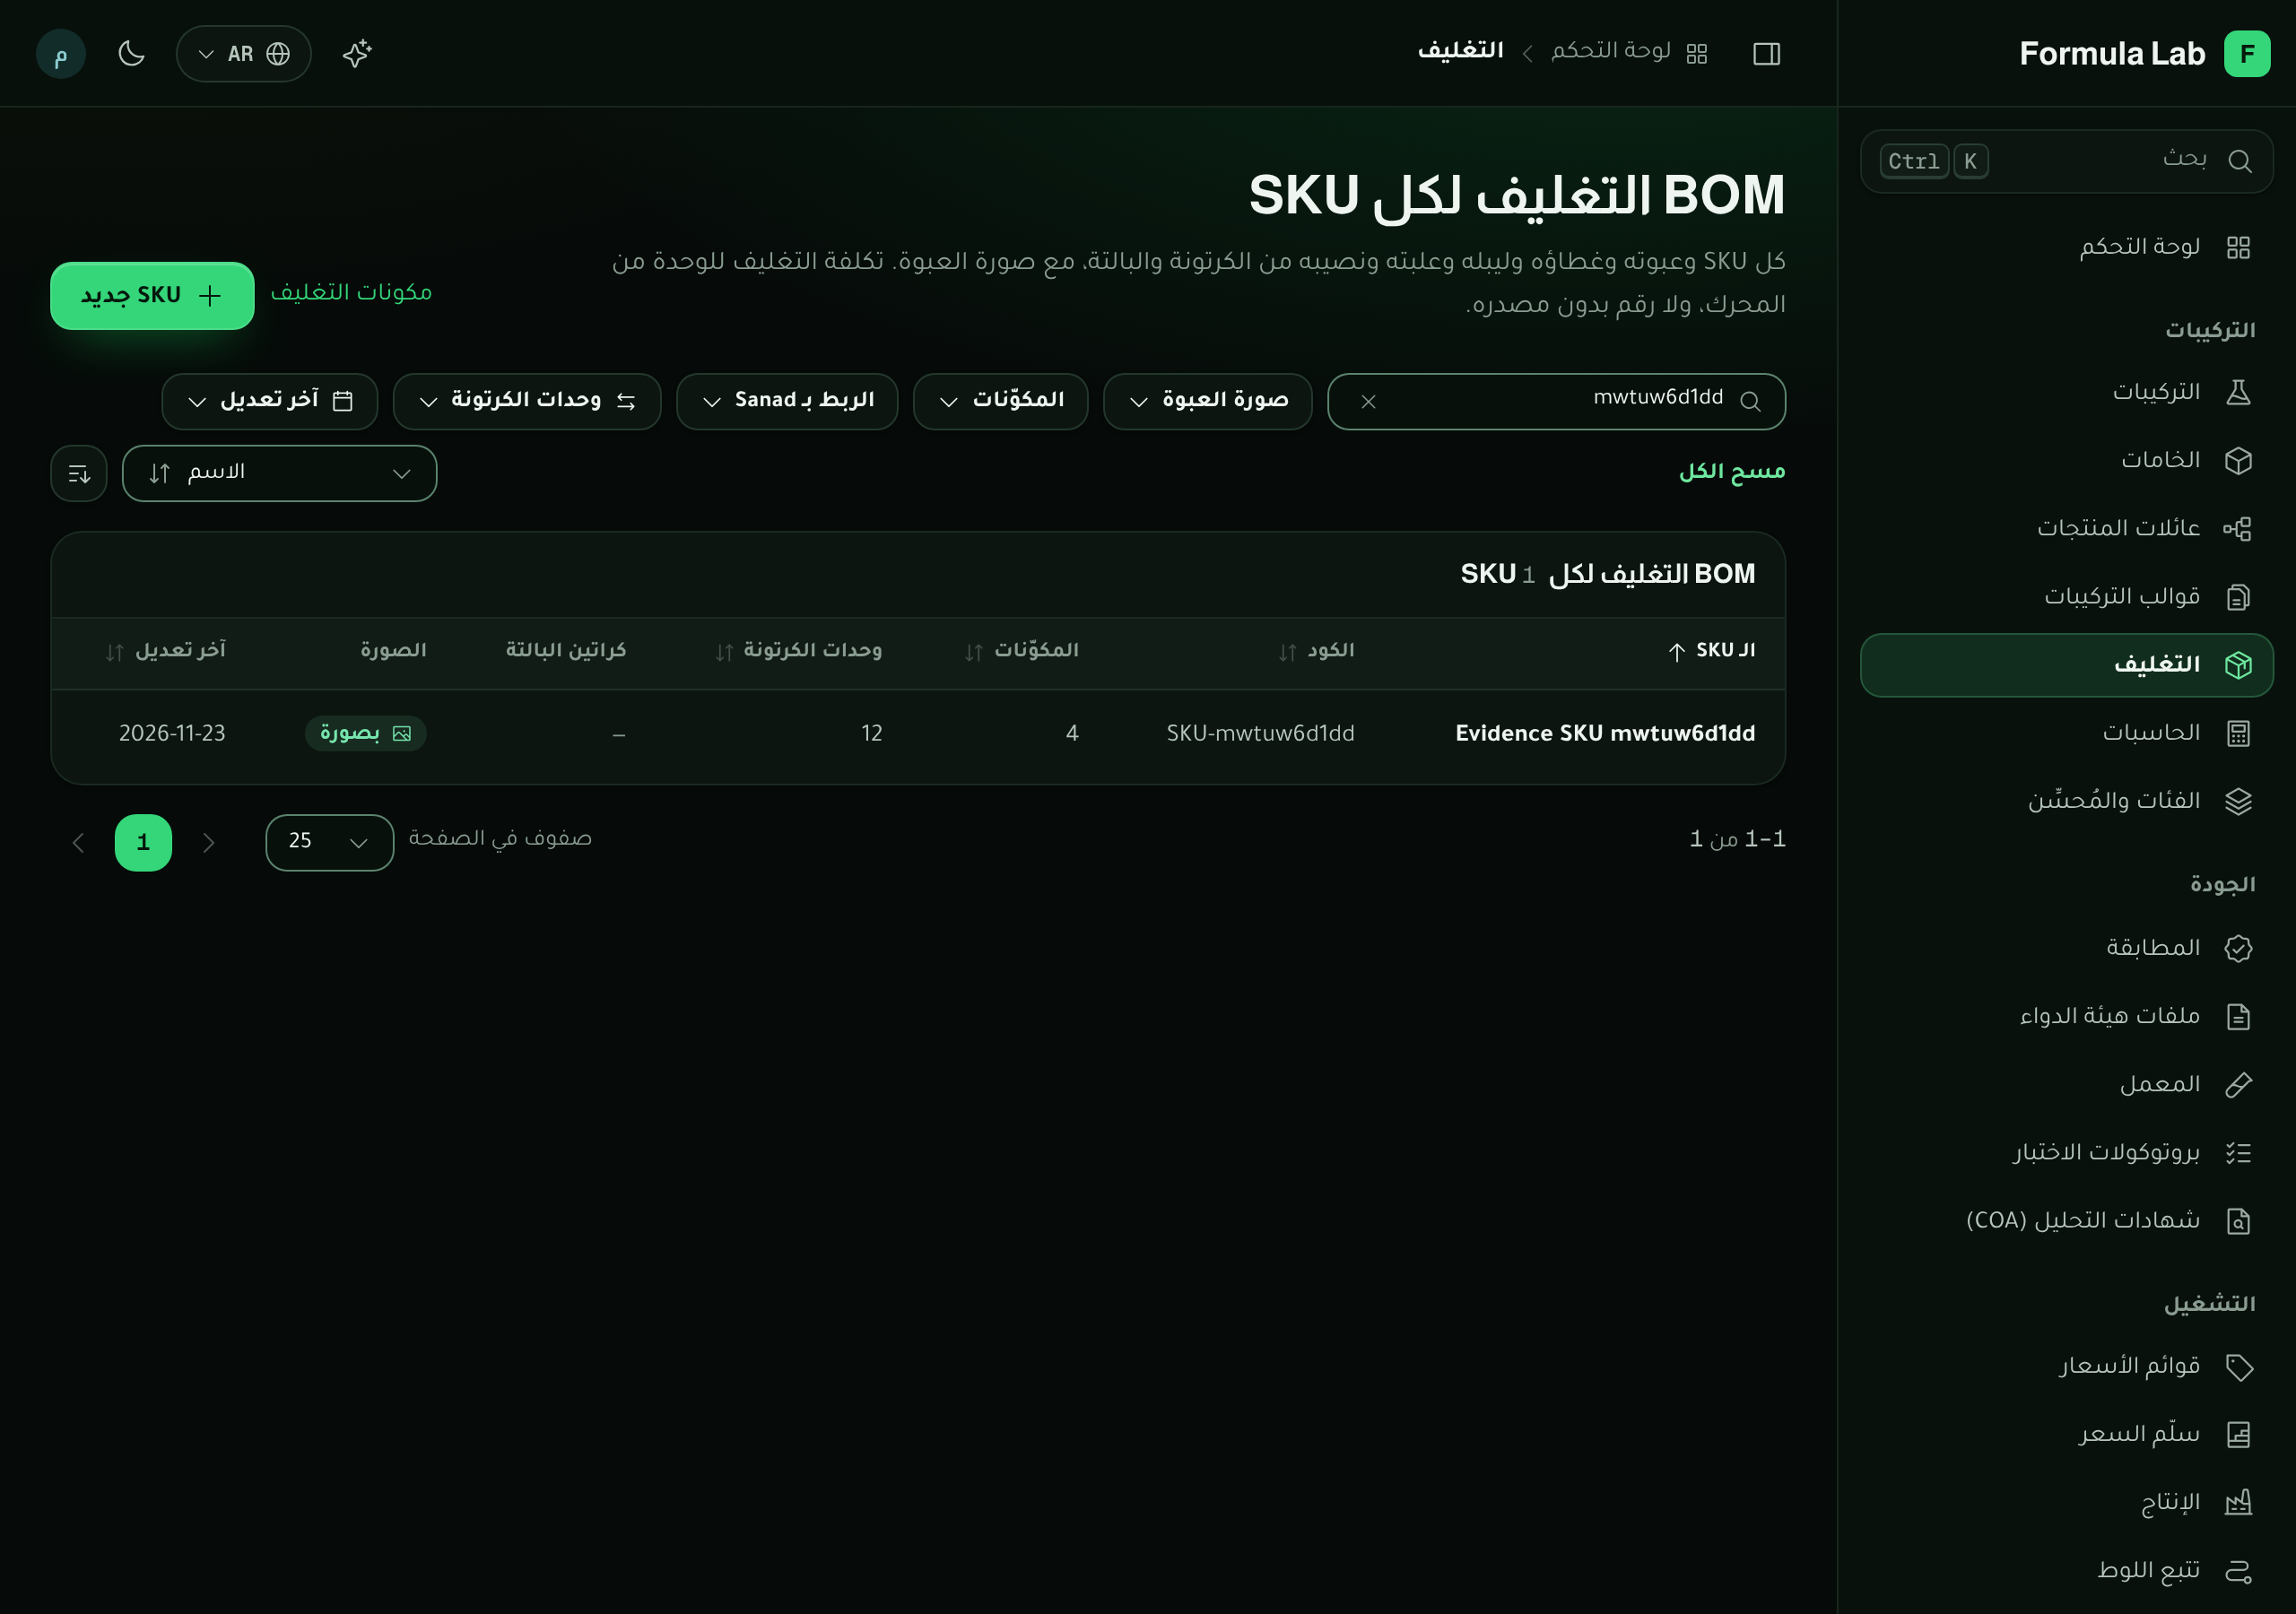 F Formula Lab
بحث
Ctrl K
لوحة التحكم
التركيبات
التركيبات
الخامات
عائلات المنتجات
قوالب التركيبات
التغليف
الحاسبات
الفئات والمُحسِّن
الجودة
المطابقة
ملفات هيئة الدواء
المعمل
بروتوكولات الاختبار
شهادات التحليل (COA)
التشغيل
قوائم الأسعار
سلّم السعر
الإنتاج
تتبع اللوط
لوحة التحكم
التغليف
AR
م
BOM التغليف لكل SKU
كل SKU وعبوته وغطاؤه وليبله وعلبته ونصيبه من الكرتونة والبالتة، مع صورة العبوة. تكلفة التغليف للوحدة من
المحرك، ولا رقم بدون مصدره.
مكونات التغليف
SKU جديد
mwtuw6d1dd
صورة العبوة
المكوّنات
الربط بـ Sanad
وحدات الكرتونة
آخر تعديل
مسح الكل
الاسم
BOM التغليف لكل SKU 1
الـ SKU الكود المكوّنات وحدات الكرتونة كراتين البالتة الصورة آخر تعديل
Evidence SKU mwtuw6d1dd SKU-mwtuw6d1dd 4 12 — بصورة 2026-11-23
1–1 من 1
صفوف في الصفحة
25
1